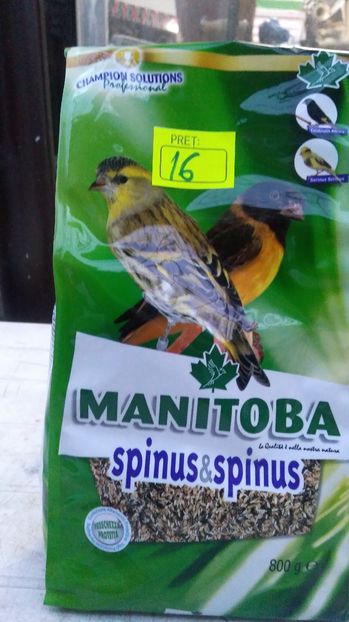 CHAMPION SOLUTIONS
Professional
PRET:
16
MANITOBA
la Qualità è nella nostra natura
spinus&spinus
800 g e